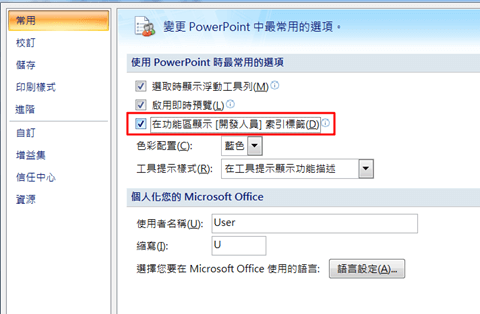 常用
校訂
儲存
印刷樣式
進階
自訂
增益集
信任中心
資源
變更 PowerPoint 中最常用的選項。
使用 PowerPoint 時最常用的選項
選取時顯示浮動工具列(M)
啟用即時預覽(L)
在功能區顯示 [開發人員] 索引標籤(D)
色彩配置(C): 藍色
工具提示樣式(R): 在工具提示顯示功能描述
個人化您的 Microsoft Office
使用者名稱(U): User
縮寫(I): U
選擇您要在 Microsoft Office 使用的語言: 語言設定(A)...